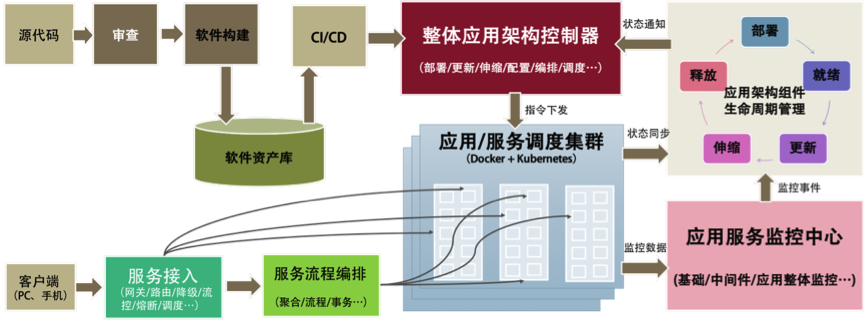 源代码
审查
软件构建
CI/CD
整体应用架构控制器
(部署/更新/伸缩/配置/编排/调度…)
状态通知
部署
释放
就绪
应用架构组件
生命周期管理
伸缩
更新
指令下发
软件资产库
应用/服务调度集群
(Docker + Kubernetes)
状态同步
监控事件
客户端
(PC、手机)
服务接入
(网关/路由/降级/流
控/熔断/调度…)
服务流程编排
(聚合/流程/事务…)
监控数据
应用服务监控中心
(基础/中间件/应用整体监控…)